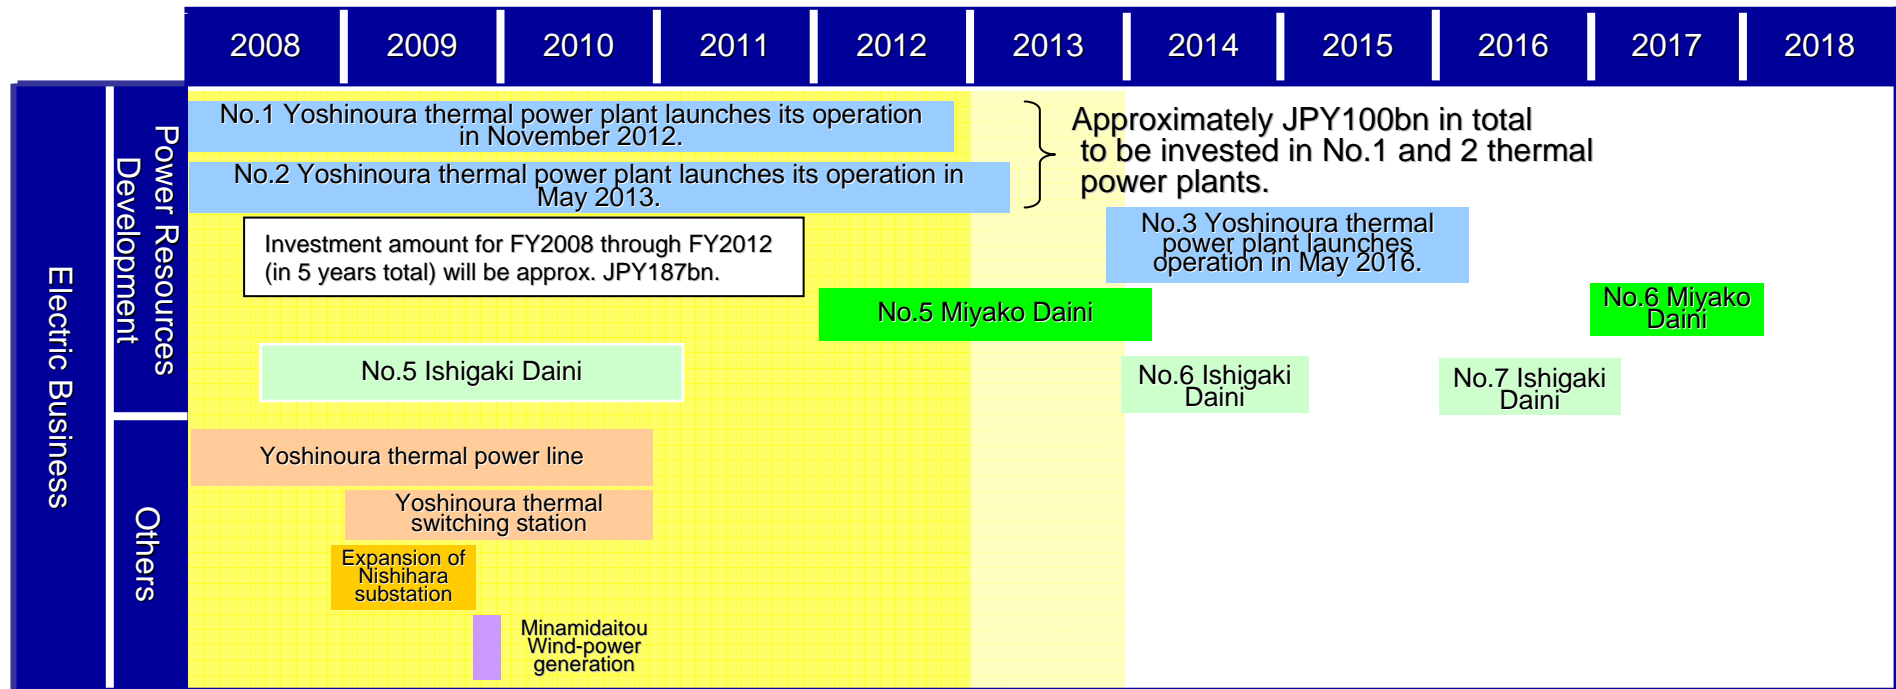 2008 2009 2010 2011 2012 2013 2014 2015 2016 2017 2018
Electric Business
Power Resources
Development
No.1 Yoshinoura thermal power plant launches its operation
in November 2012.
No.2 Yoshinoura thermal power plant launches its operation in
May 2013.
Approximately JPY100bn in total
to be invested in No.1 and 2 thermal
power plants.
Investment amount for FY2008 through FY2012
(in 5 years total) will be approx. JPY187bn.
No.3 Yoshinoura thermal
power plant launches
operation in May 2016.
No.5 Miyako Daini
No.6 Miyako
Daini
No.5 Ishigaki Daini
No.6 Ishigaki
Daini
No.7 Ishigaki
Daini
Others
Yoshinoura thermal power line
Yoshinoura thermal
switching station
Expansion of
Nishihara
substation
Minamidaitou
Wind-power
generation